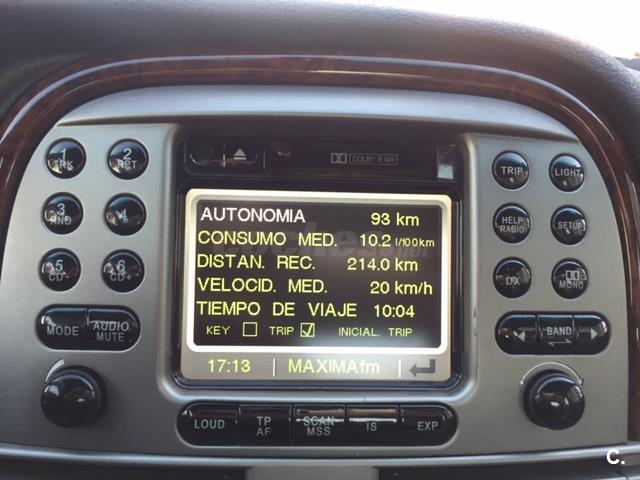 1 TRK
2 RPT
3 RND
4
5 CD-
6 CD+
MODE
AUDIO MUTE
DOLBY B NR
TRIP
LIGHT
HELP RADIO
SETUP
DX
MONO
BAND
AUTONOMIA 93 km
CONSUMO MED. 10.2 l/100km
DISTAN. REC. 214.0 km
VELOCID. MED. 20 km/h
TIEMPO DE VIAJE 10:04
KEY TRIP INICIAL. TRIP
17:13 MAXIMAfm
LOUD
TP AF
SCAN MSS
IS
EXP
C.